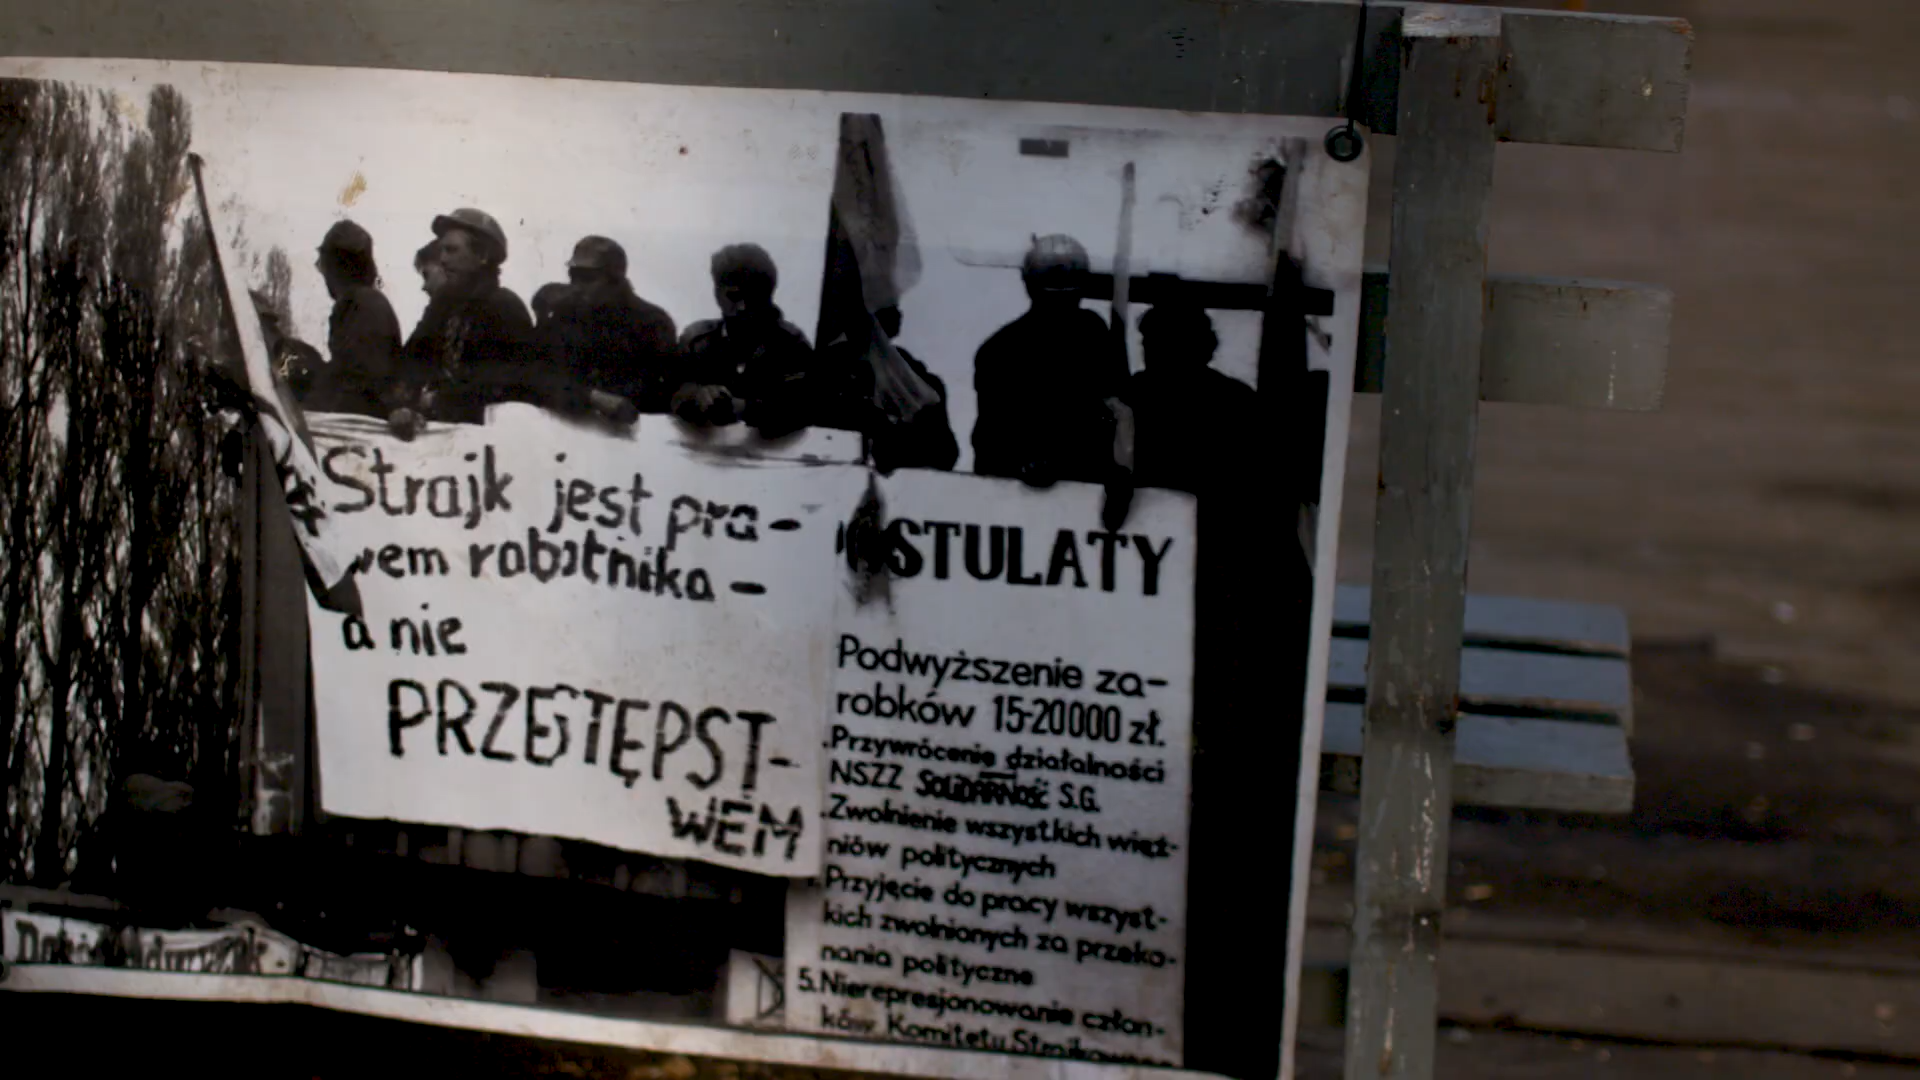 Strajk jest pra-
wem robotnika -
a nie
PRZESTĘPST-
WEM
STULATY
Podwyższenie za-
robków 15-20000 zł.
Przywrócenie działalności
NSZZ SOLIDARNOŚĆ S.G.
Zwolnienie wszystkich więź-
niów politycznych
Przyjęcie do pracy wszyst-
kich zwolnionych za przeko-
nania polityczne
5. Nierepresjonowanie człon-
ków Komitetu Strajkowego